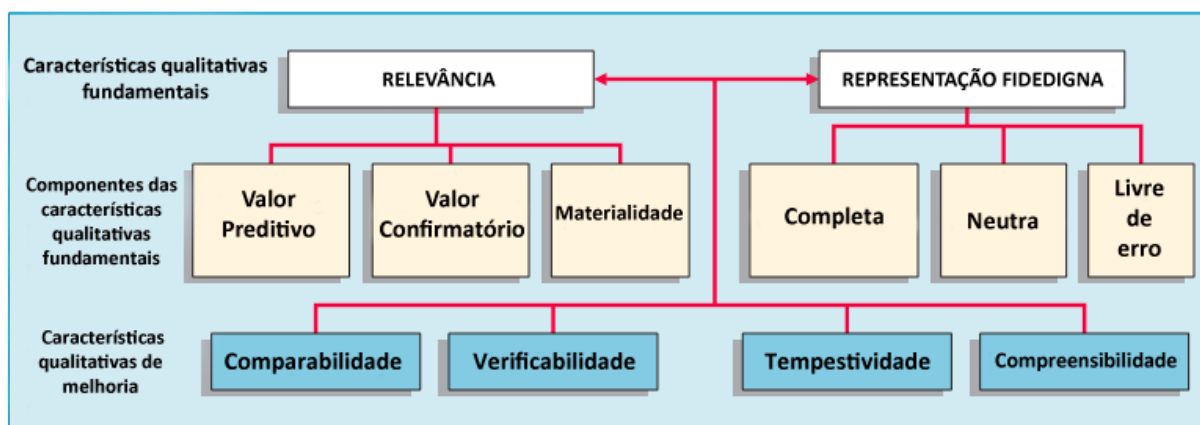 Características qualitativas
fundamentais
RELEVÂNCIA
REPRESENTAÇÃO FIDEDIGNA
Componentes das
características
qualitativas
fundamentais
Valor
Preditivo
Valor
Confirmatório
Materialidade
Completa
Neutra
Livre
de
erro
Características
qualitativas de
melhoria
Comparabilidade
Verificabilidade
Tempestividade
Compreensibilidade